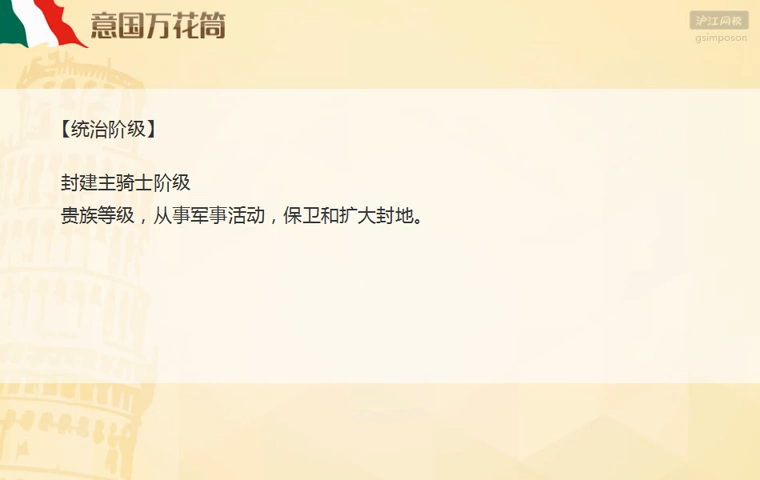 意国万花筒
沪江网校
gsimposon
【统治阶级】
封建主骑士阶级
贵族等级，从事军事活动，保卫和扩大封地。